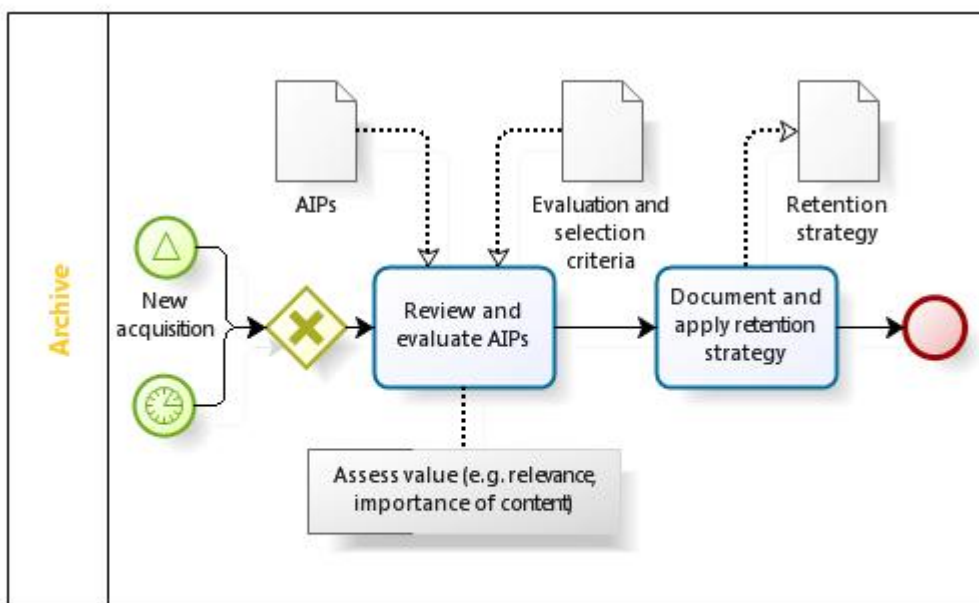 Archive
AIPs
Evaluation and
selection
criteria
Retention
strategy
New
acquisition
Review and
evaluate AIPs
Document and
apply retention
strategy
Assess value (e.g. relevance,
importance of content)